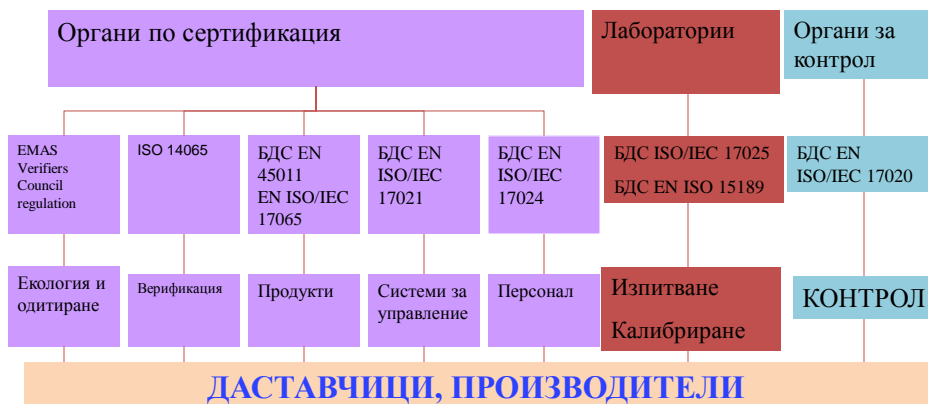 Органи по сертификация
Лаборатории
Органи за
контрол
EMAS
Verifiers
Council
regulation
ISO 14065
БДС EN
45011
EN ISO/IEC
17065
БДС EN
ISO/IEC
17021
БДС EN
ISO/IEC
17024
БДС ISO/IEC 17025
БДС EN ISO 15189
БДС EN
ISO/IEC 17020
Екология и
одитиране
Верификация
Продукти
Системи за
управление
Персонал
Изпитване
Калибриране
КОНТРОЛ
ДАСТАВЧИЦИ, ПРОИЗВОДИТЕЛИ